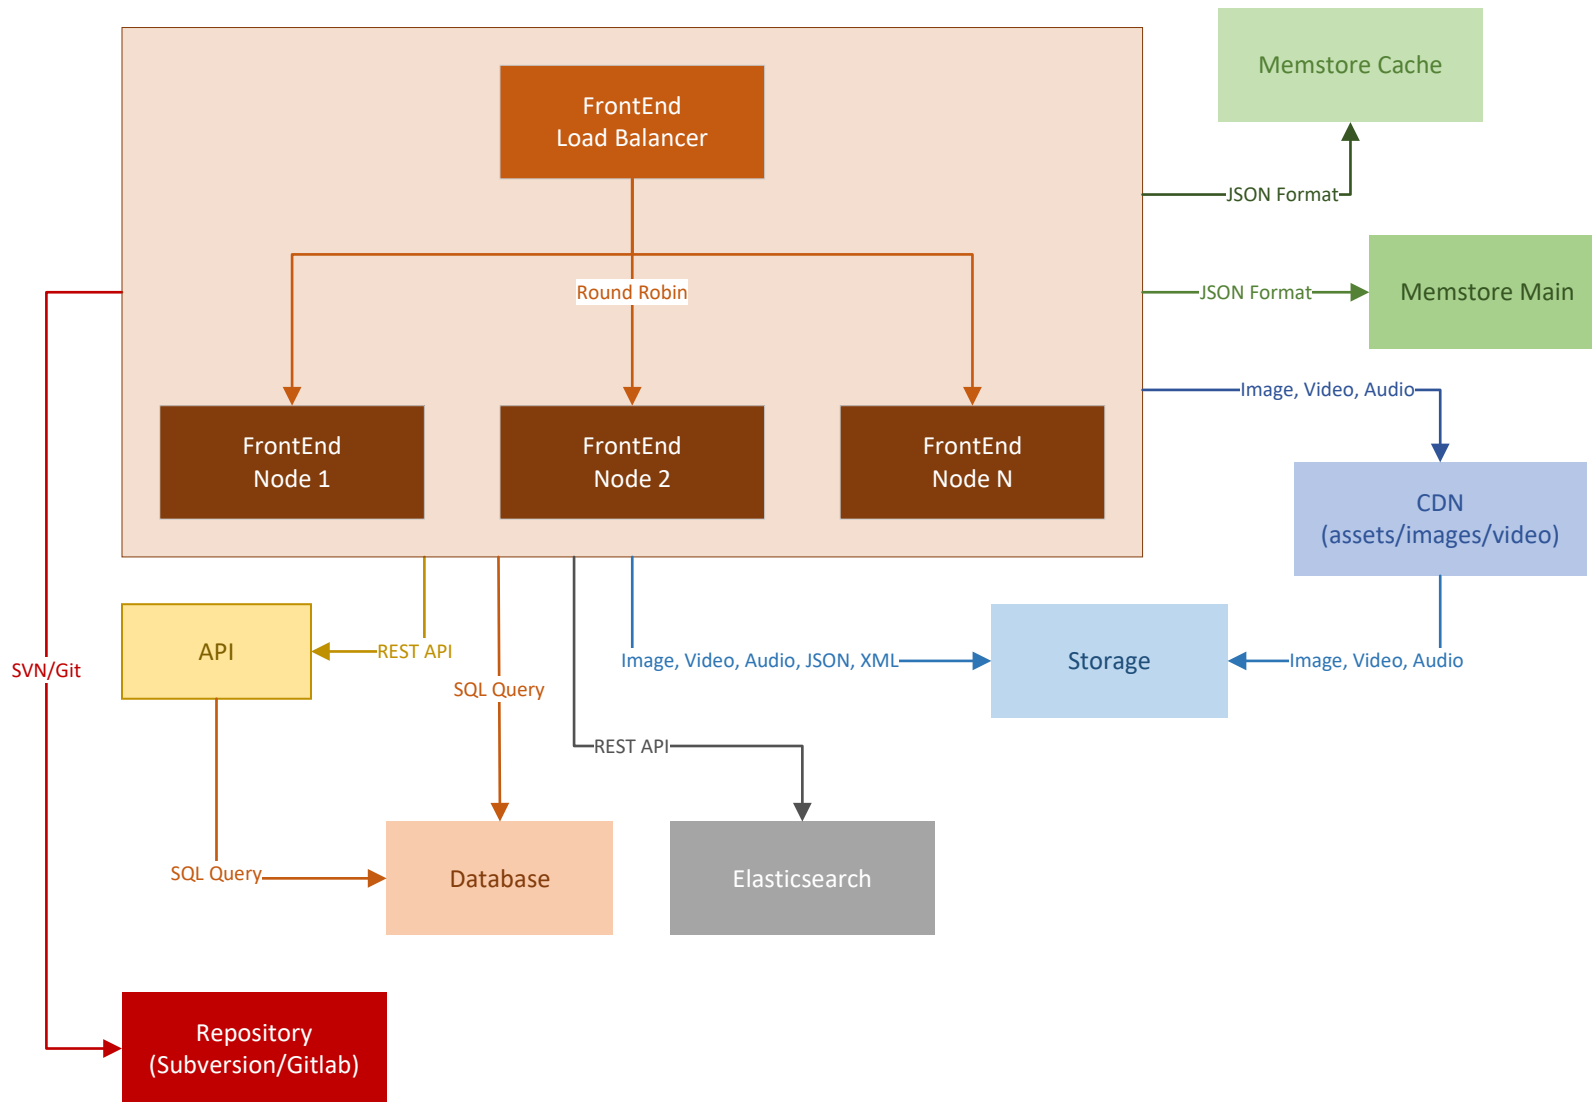 Memstore Cache
FrontEnd
Load Balancer
JSON Format
Round Robin
JSON Format
Memstore Main
Image, Video, Audio
FrontEnd
Node 1
FrontEnd
Node 2
FrontEnd
Node N
CDN
(assets/images/video)
API
REST API
SVN/Git
Image, Video, Audio, JSON, XML
Storage
Image, Video, Audio
SQL Query
REST API
SQL Query
Database
Elasticsearch
Repository
(Subversion/Gitlab)